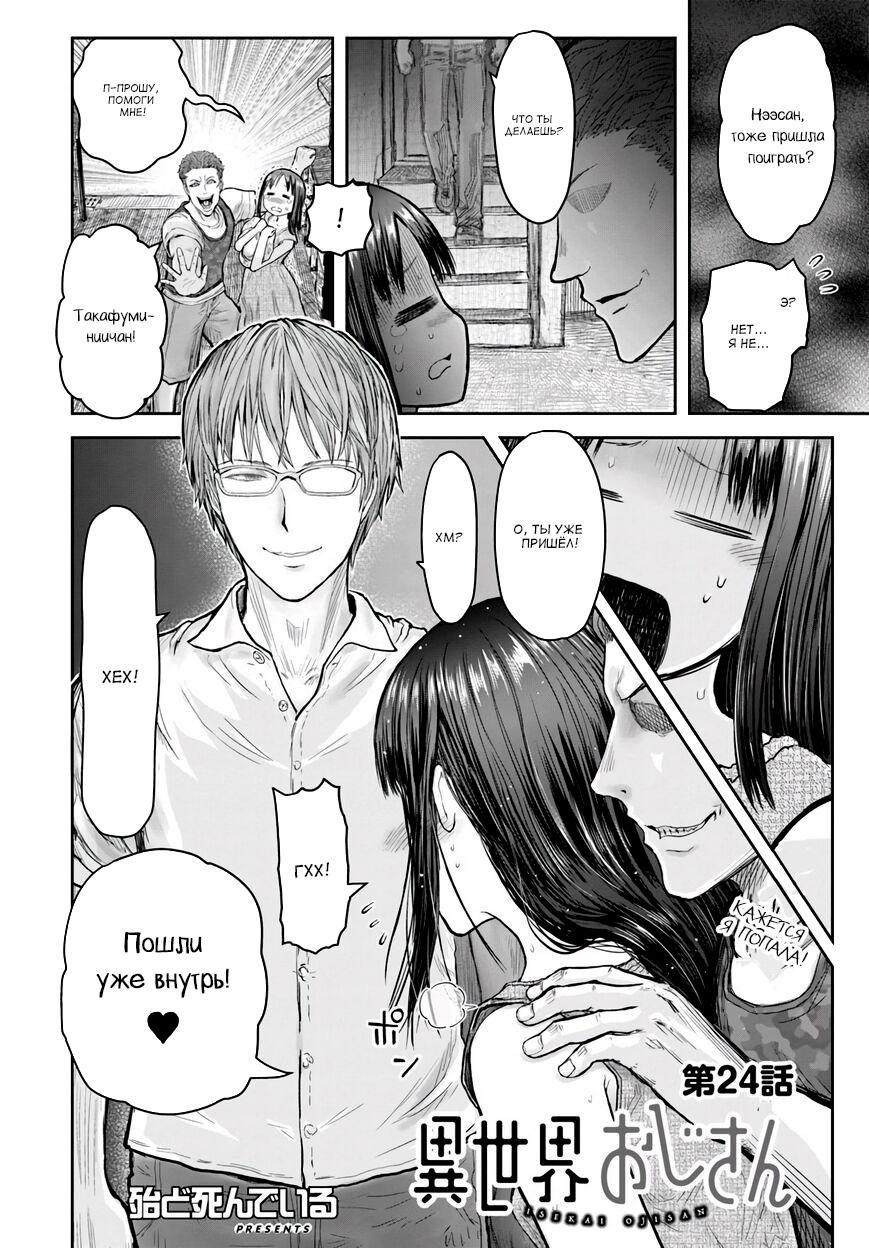 Нээсан,
тоже пришла
поиграть?
Э?
НЕТ...
Я НЕ...
ЧТО ТЫ
ДЕЛАЕШЬ?
!
П-ПРОШУ,
ПОМОГИ
МНЕ!
Такафуми-
ниичан!
О, ТЫ УЖЕ
ПРИШЁЛ!
ХМ?
ХЕХ!
КАЖЕТСЯ
Я ПОПАЛА!
ГХХ!
Пошли
уже внутрь!
♥
ポン
第24話
異世界おじさん
ISEKAI OJISAN
殆ど死んでいる
PRESENTS